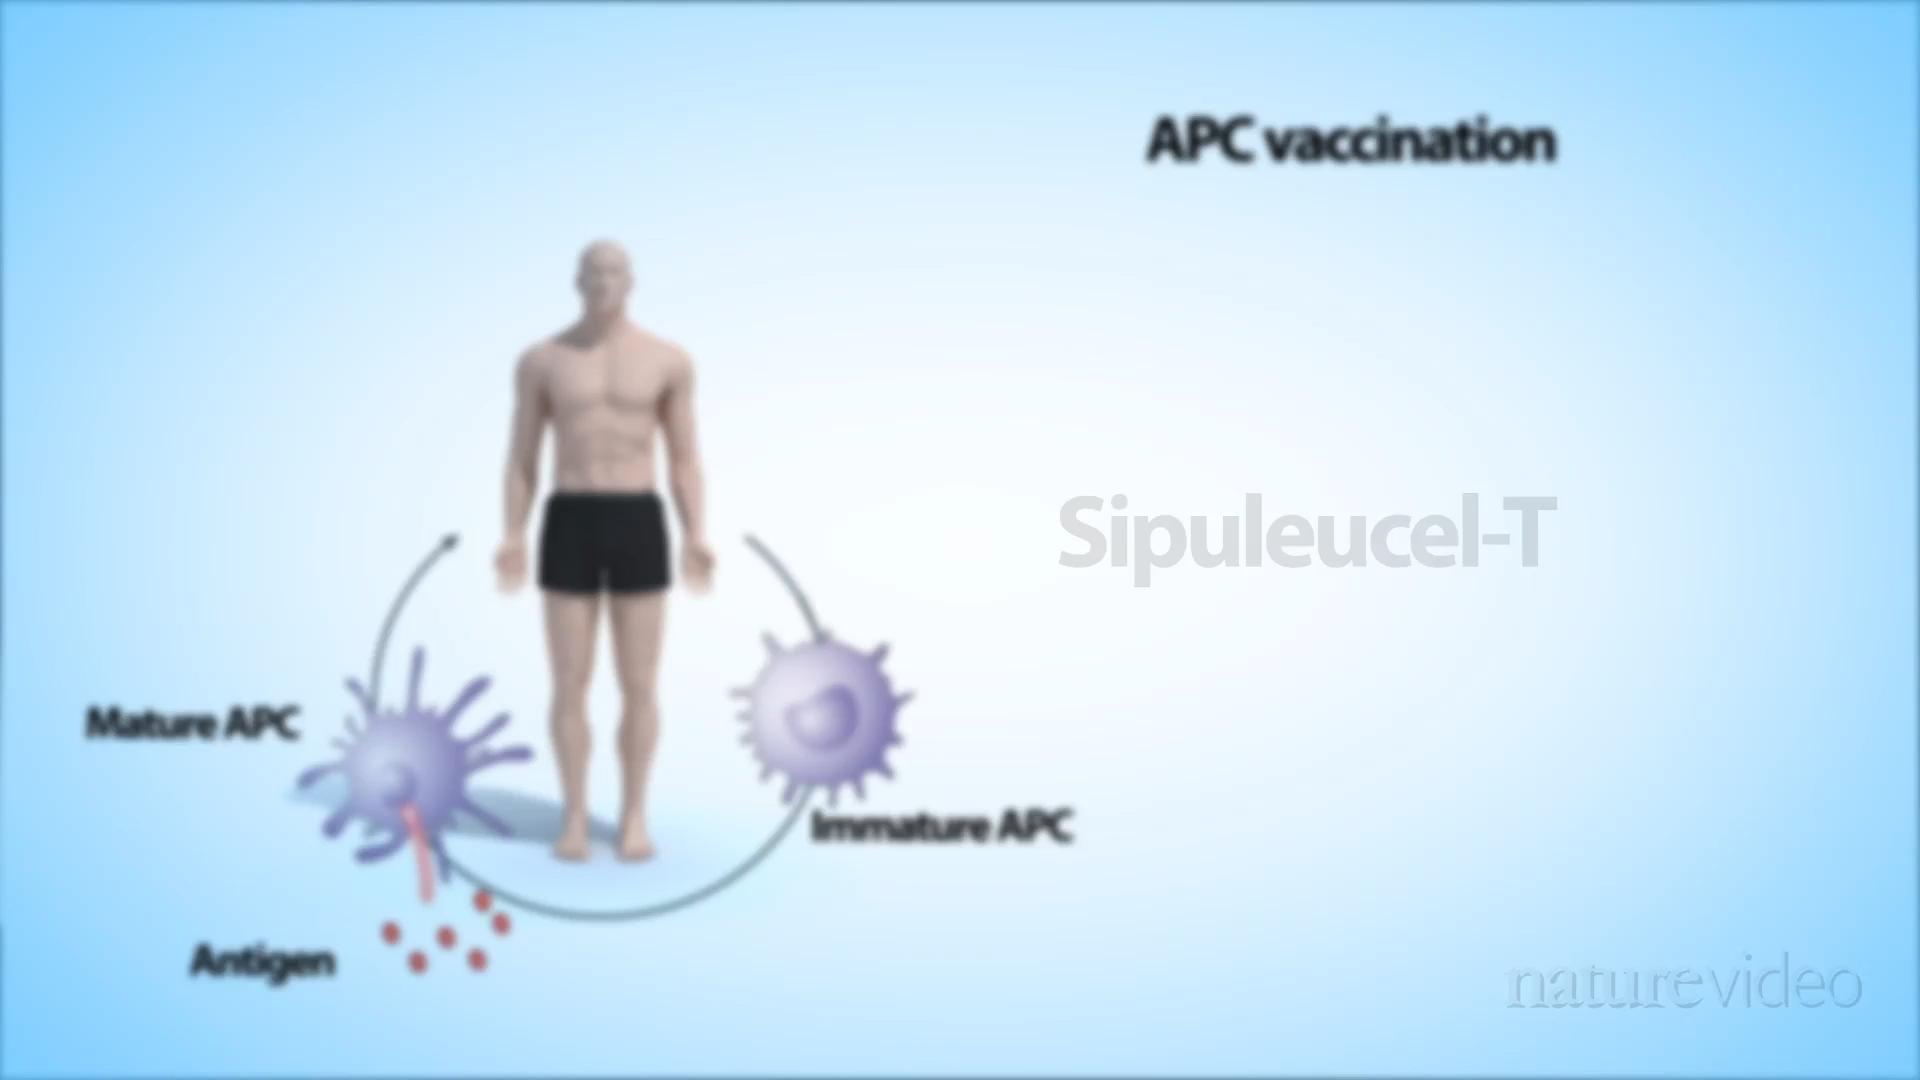 APC vaccination
Sipuleucel-T
Mature APC
Immature APC
Antigen
naturevideo